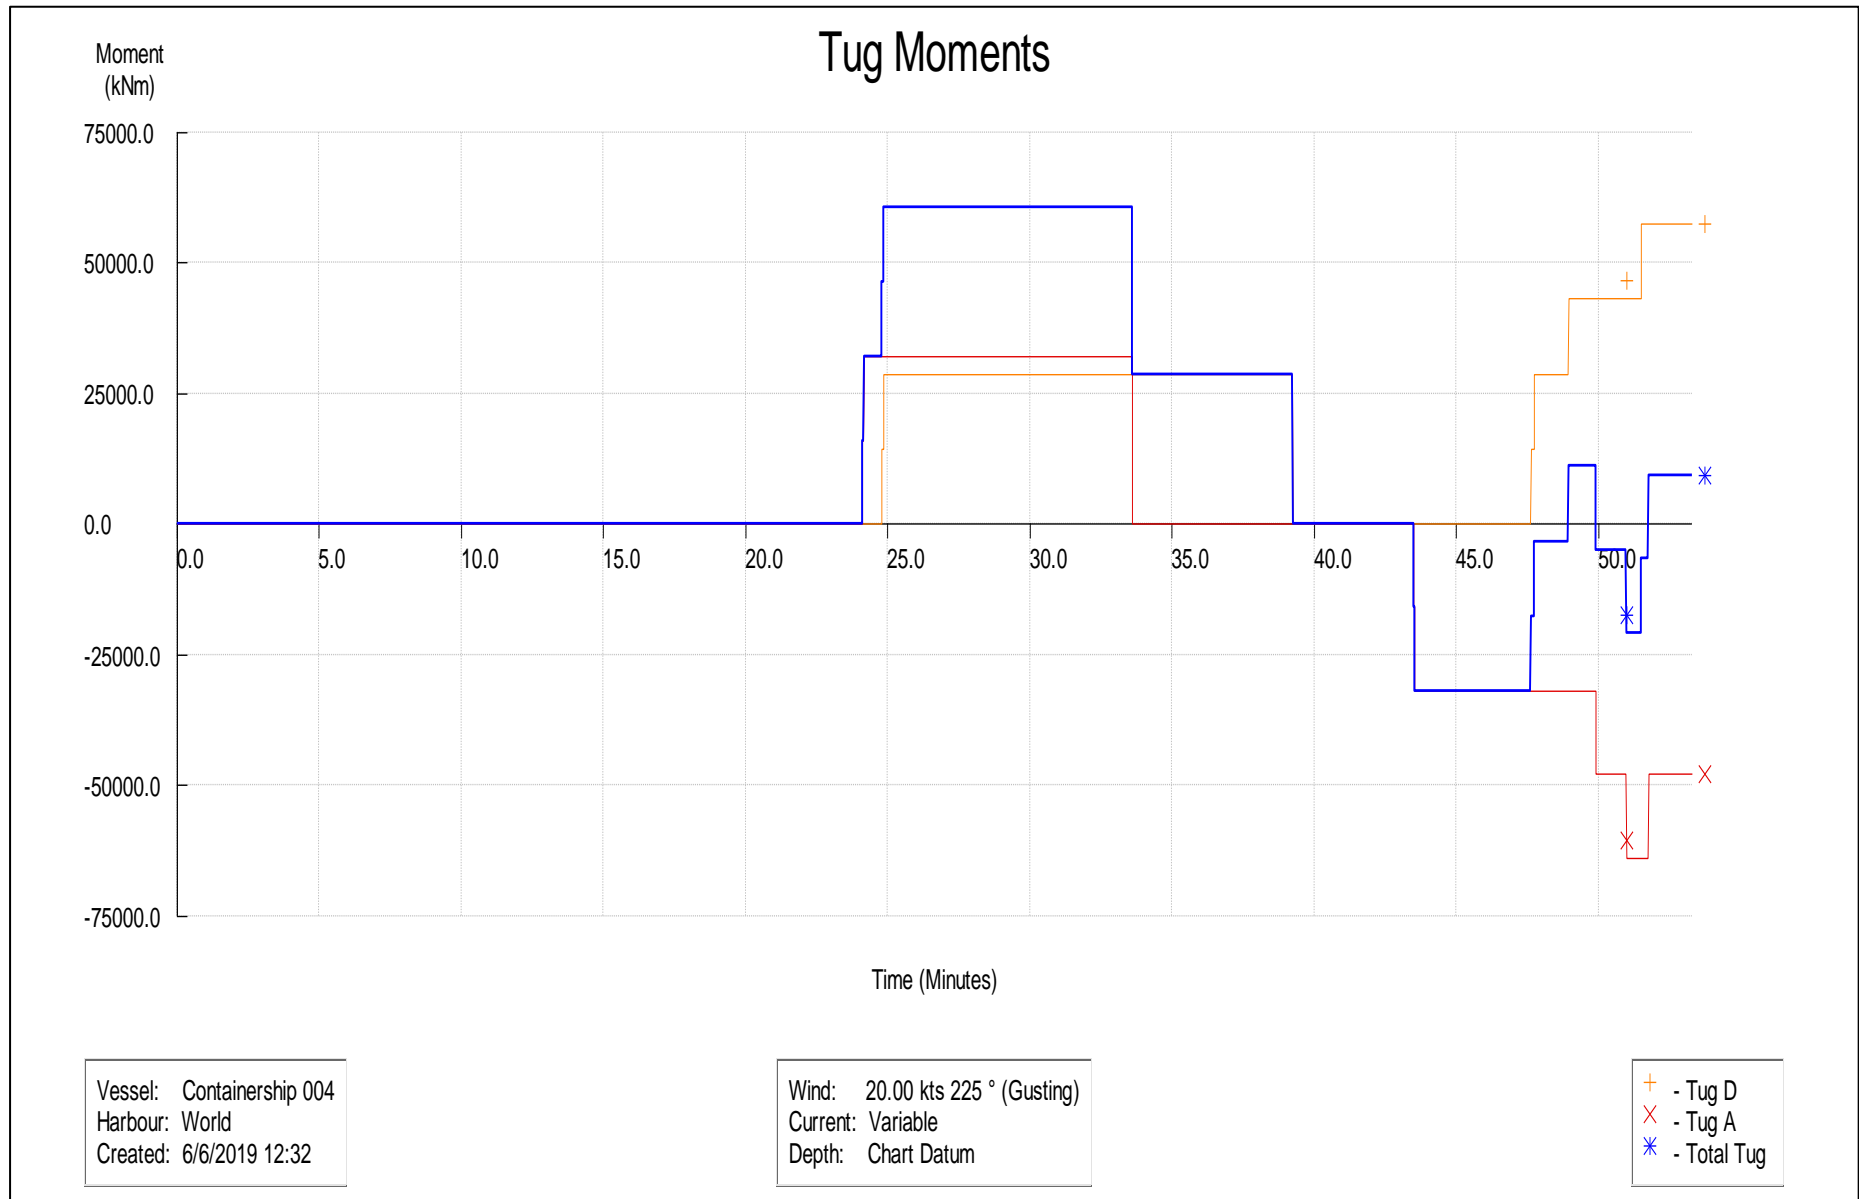 Tug Moments
Moment
(kNm)
75000.0
50000.0
25000.0
0.0
-25000.0
-50000.0
-75000.0
0.0 5.0 10.0 15.0 20.0 25.0 30.0 35.0 40.0 45.0 50.0
Time (Minutes)
Vessel: Containership 004
Harbour: World
Created: 6/6/2019 12:32
Wind: 20.00 kts 225 ° (Gusting)
Current: Variable
Depth: Chart Datum
- Tug D
- Tug A
- Total Tug